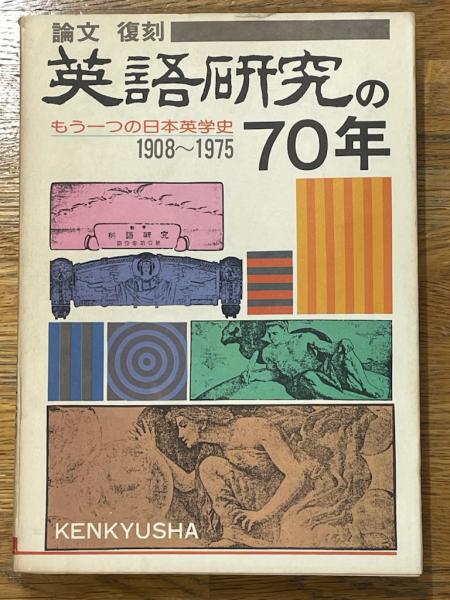 論文 復刻
英語研究の
もう一つの日本英学史
1908～1975
70年
英語研究
KENKYUSHA